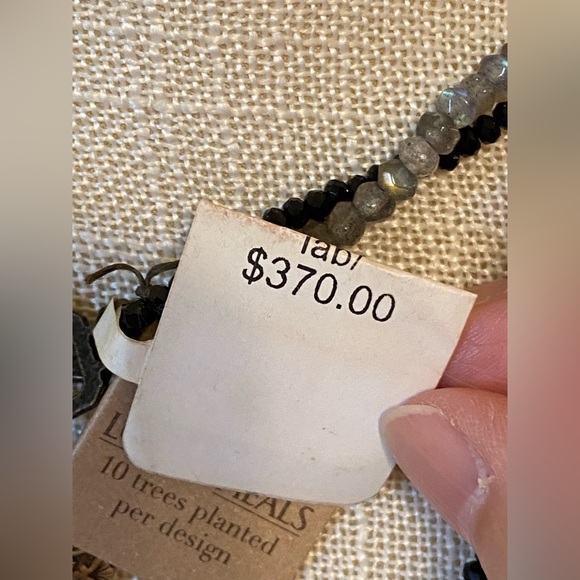 lab/
$370.00
10 trees planted
per design